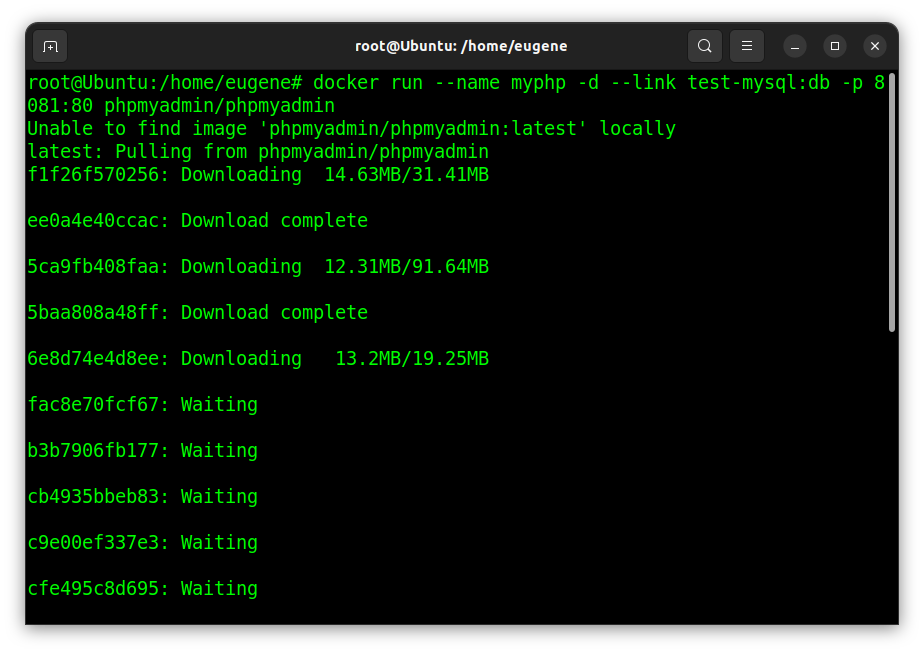 root@Ubuntu: /home/eugene
root@Ubuntu:/home/eugene# docker run --name myphp -d --link test-mysql:db -p 8
081:80 phpmyadmin/phpmyadmin
Unable to find image 'phpmyadmin/phpmyadmin:latest' locally
latest: Pulling from phpmyadmin/phpmyadmin
f1f26f570256: Downloading  14.63MB/31.41MB
ee0a4e40ccac: Download complete
5ca9fb408faa: Downloading  12.31MB/91.64MB
5baa808a48ff: Download complete
6e8d74e4d8ee: Downloading   13.2MB/19.25MB
fac8e70fcf67: Waiting
b3b7906fb177: Waiting
cb4935bbeb83: Waiting
c9e00ef337e3: Waiting
cfe495c8d695: Waiting